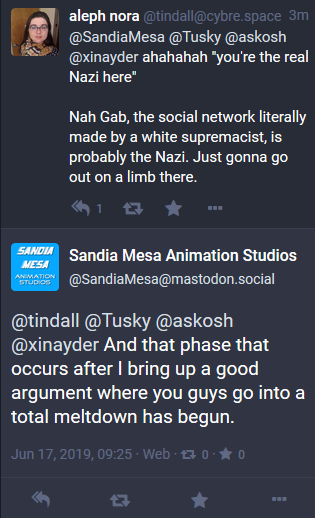 aleph nora @tindall@cybre.space 3m
@SandiaMesa @Tusky @askosh
@xinayder ahahahah "you're the real
Nazi here"
Nah Gab, the social network literally
made by a white supremacist, is
probably the Nazi. Just gonna go
out on a limb there.
1
SANDIA
MESA
ANIMATION
STUDIOS
Sandia Mesa Animation Studios
@SandiaMesa@mastodon.social
@tindall @Tusky @askosh
@xinayder And that phase that
occurs after I bring up a good
argument where you guys go into a
total meltdown has begun.
Jun 17, 2019, 09:25 · Web · 0 · 0